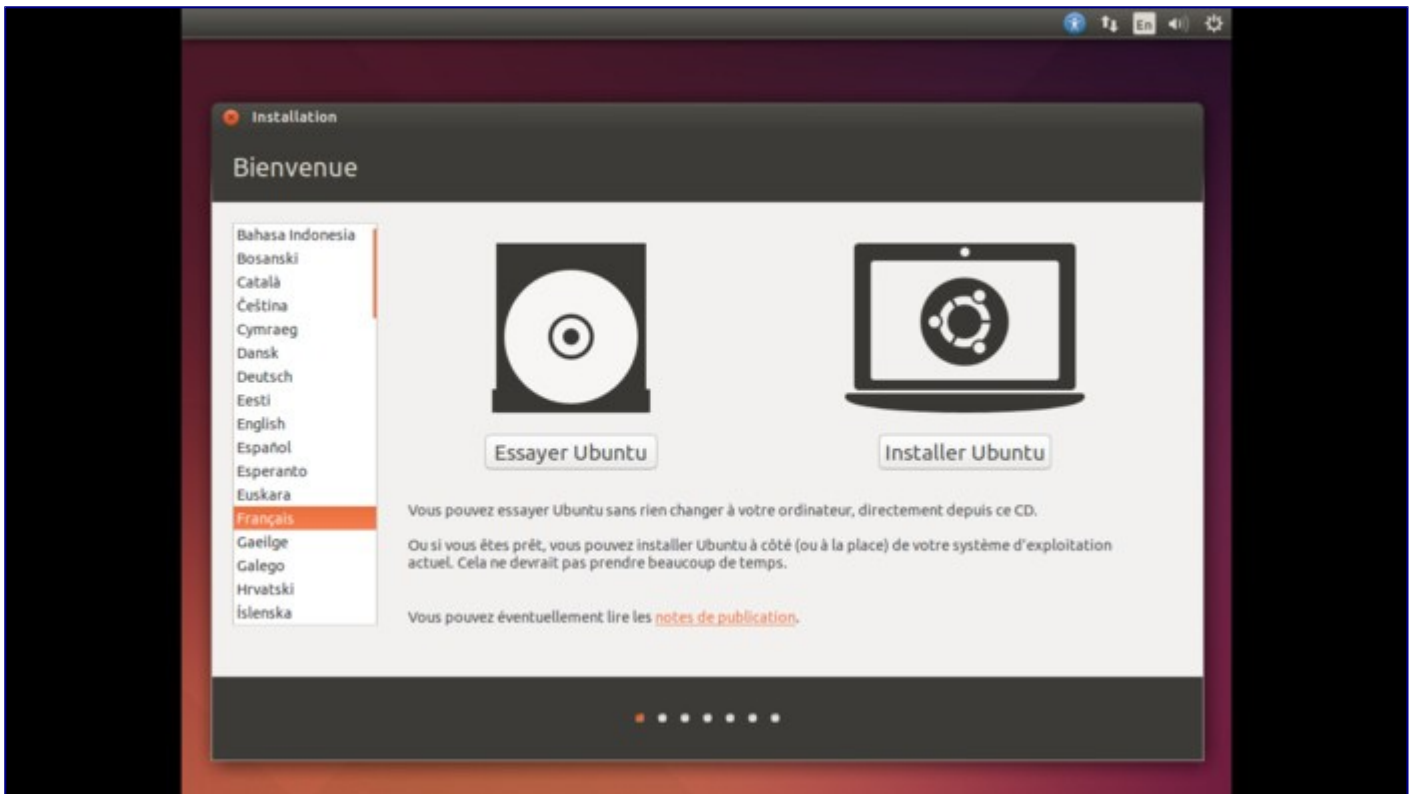 En
Installation
Bienvenue
Bahasa Indonesia
Bosanski
Català
Čeština
Cymraeg
Dansk
Deutsch
Eesti
English
Español
Esperanto
Euskara
Français
Gaeilge
Galego
Hrvatski
Íslenska
Essayer Ubuntu
Installer Ubuntu
Vous pouvez essayer Ubuntu sans rien changer à votre ordinateur, directement depuis ce CD.
Ou si vous êtes prêt, vous pouvez installer Ubuntu à côté (ou à la place) de votre système d'exploitation
actuel. Cela ne devrait pas prendre beaucoup de temps.
Vous pouvez éventuellement lire les notes de publication.